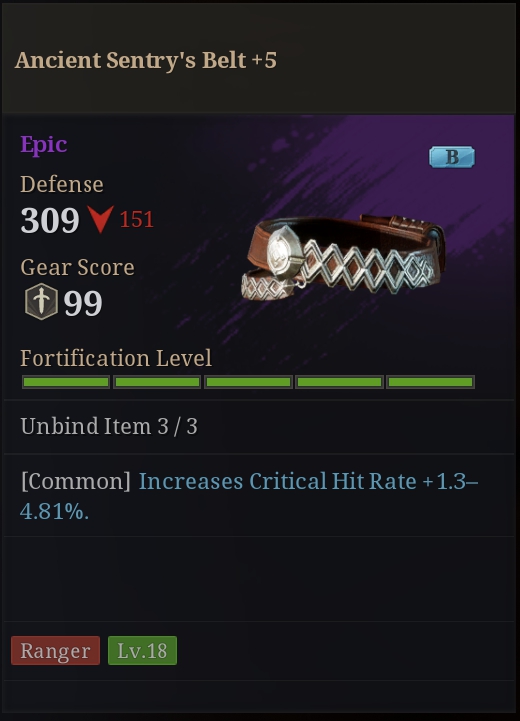 Ancient Sentry's Belt +5
Epic
B
Defense
309 151
Gear Score
99
Fortification Level
Unbind Item 3 / 3
[Common] Increases Critical Hit Rate +1.3–
4.81%.
Ranger Lv.18